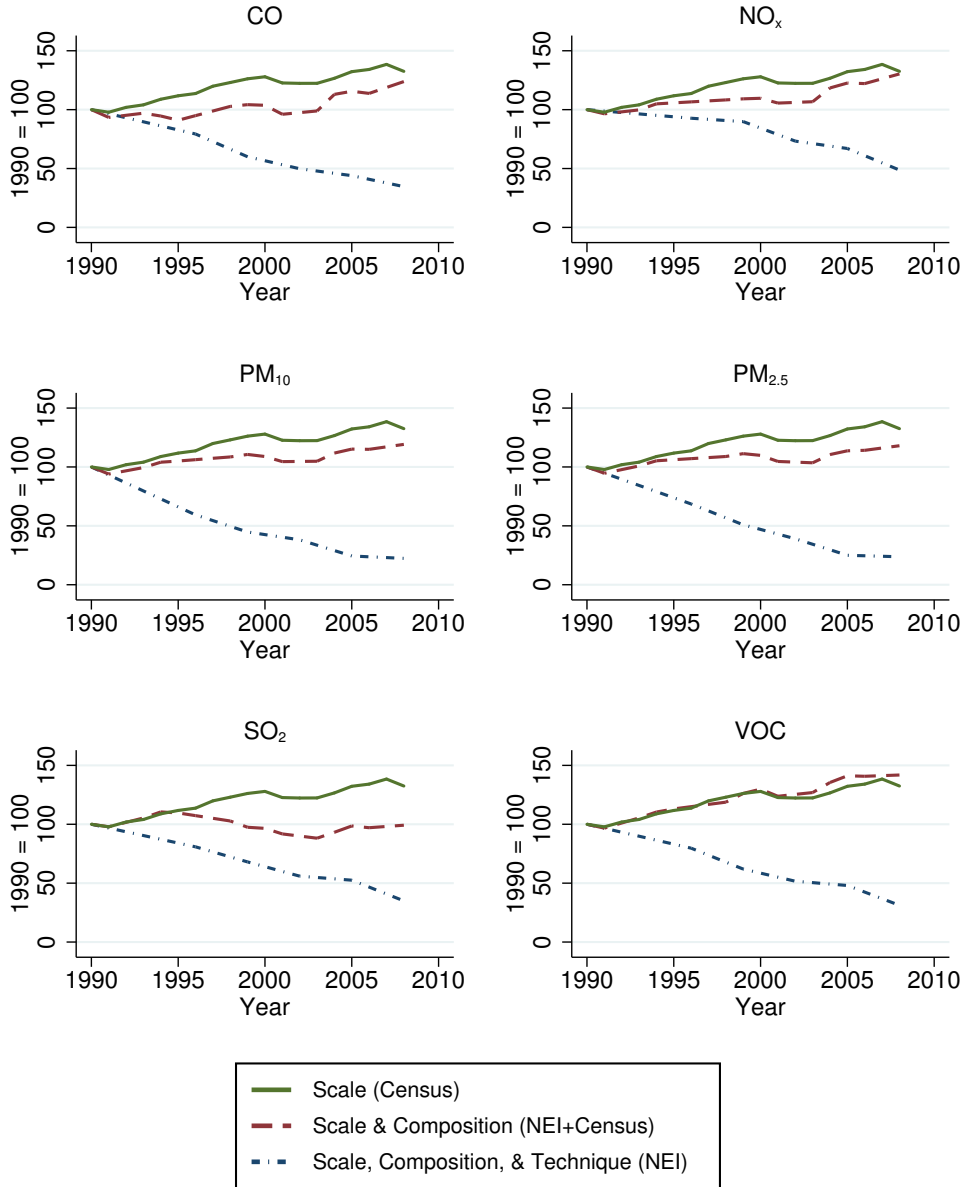 CO
1990 = 100
150
100
50
0
1990 1995 2000 2005 2010
Year
NOₓ
1990 = 100
150
100
50
0
1990 1995 2000 2005 2010
Year
PM₁₀
1990 = 100
150
100
50
0
1990 1995 2000 2005 2010
Year
PM₂.₅
1990 = 100
150
100
50
0
1990 1995 2000 2005 2010
Year
SO₂
1990 = 100
150
100
50
0
1990 1995 2000 2005 2010
Year
VOC
1990 = 100
150
100
50
0
1990 1995 2000 2005 2010
Year
Scale (Census)
Scale & Composition (NEI+Census)
Scale, Composition, & Technique (NEI)